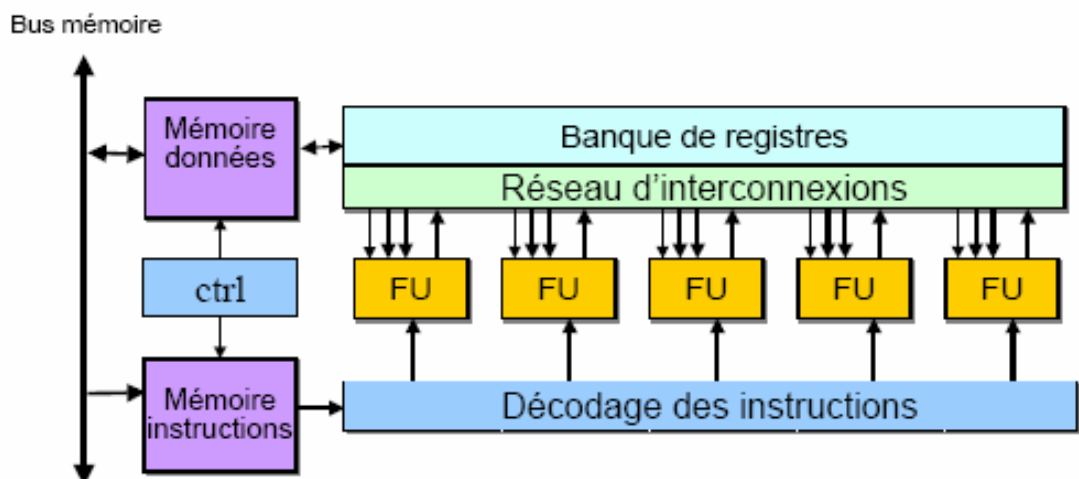 Bus mémoire
Mémoire
données
Banque de registres
Réseau d'interconnexions
ctrl
FU
FU
FU
FU
FU
Mémoire
instructions
Décodage des instructions